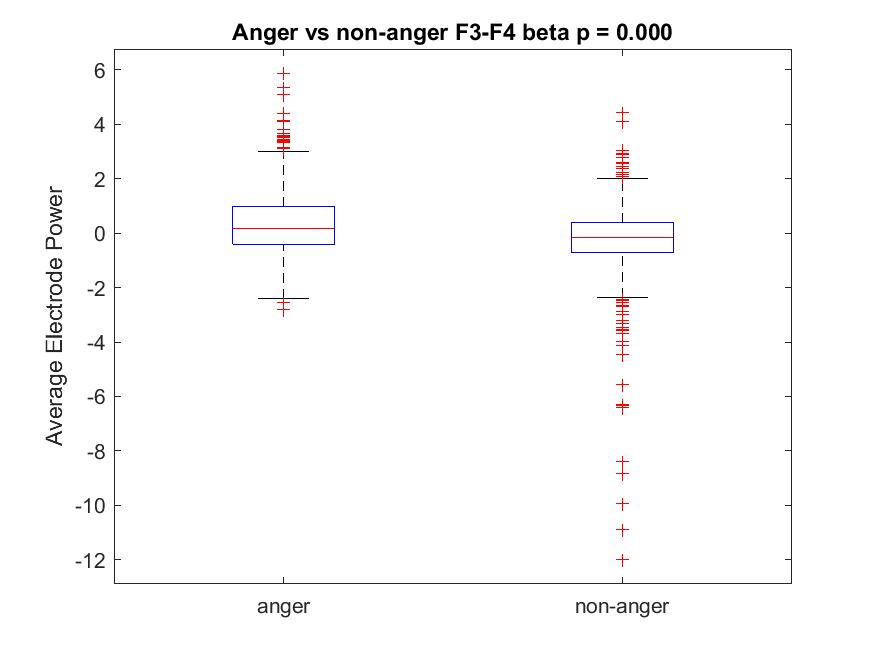 Anger vs non-anger F3-F4 beta p = 0.000
Average Electrode Power
6
4
2
0
-2
-4
-6
-8
-10
-12
anger
non-anger